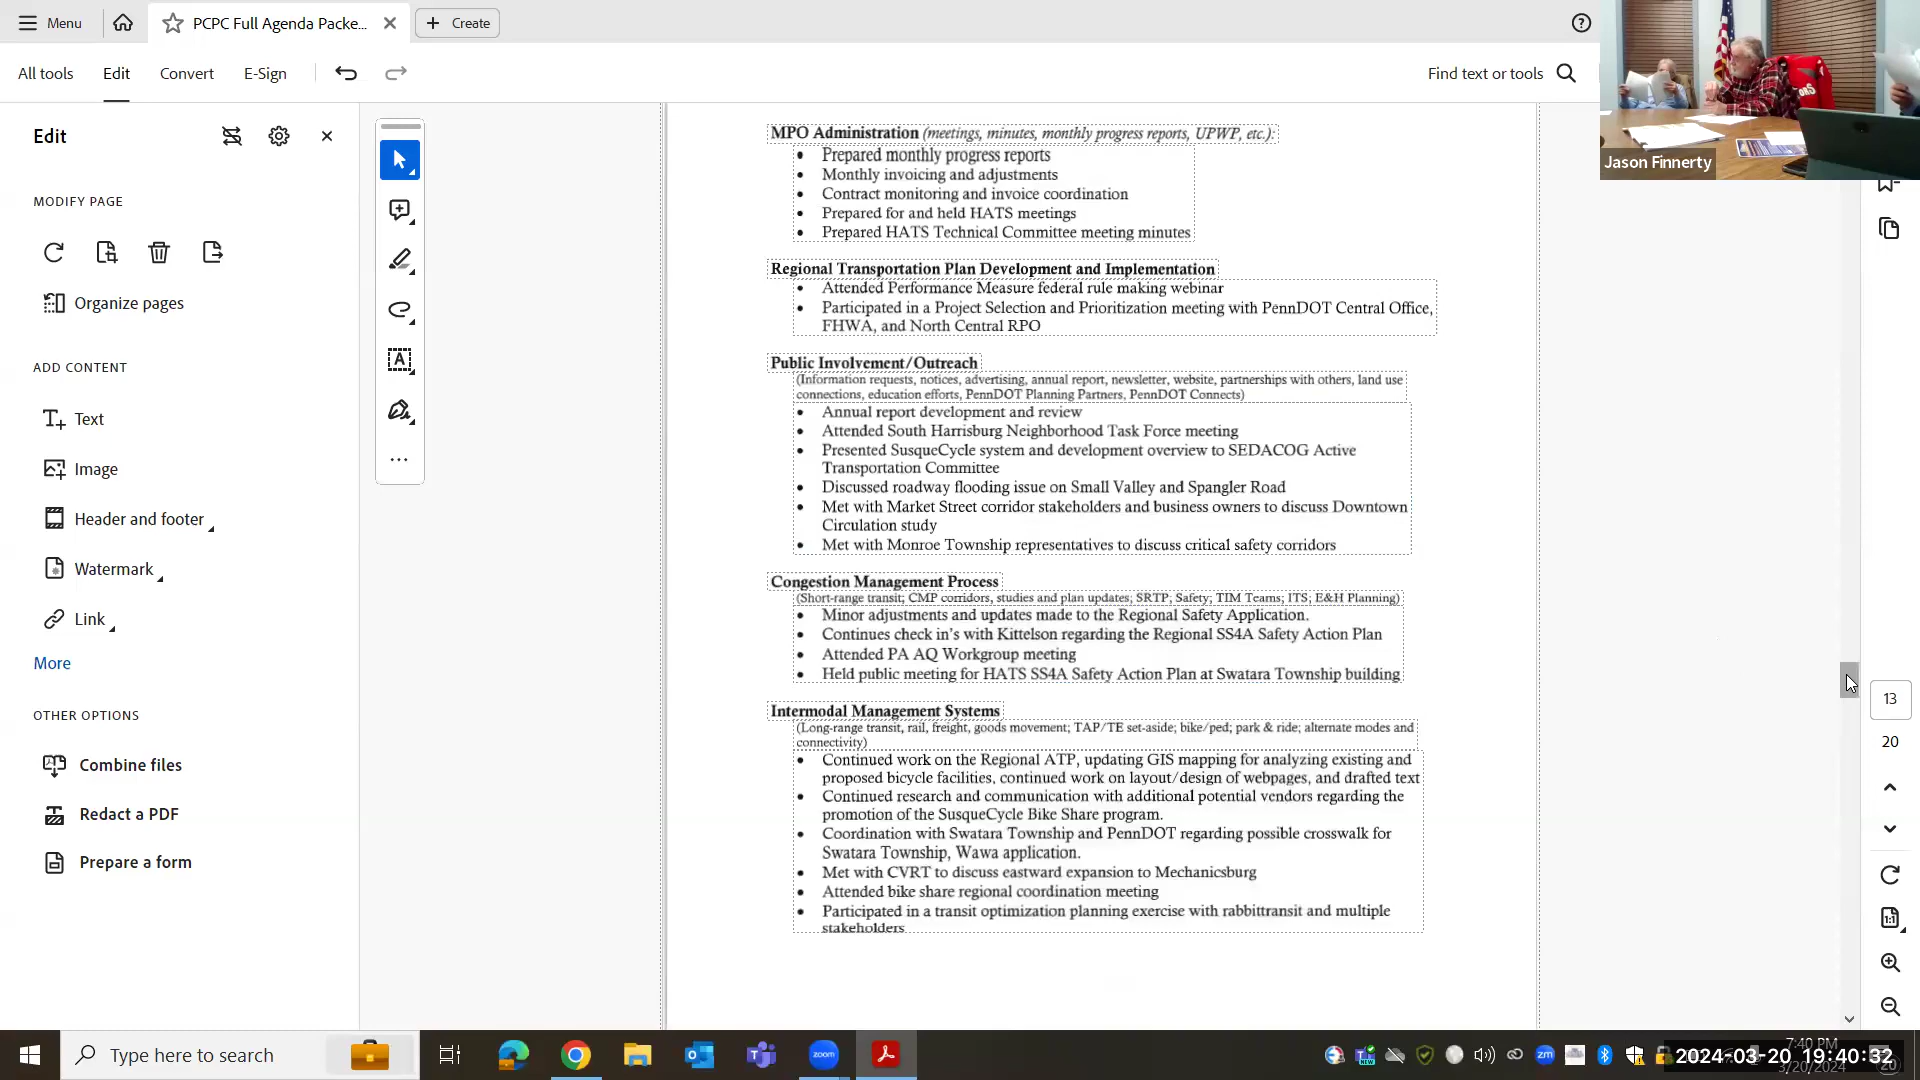 Menu
PCPC Full Agenda Packe...
Create
All tools
Edit
Convert
E-Sign
Find text or tools
Edit
MODIFY PAGE
Organize pages
ADD CONTENT
Text
Image
Header and footer
Watermark
Link
More
OTHER OPTIONS
Combine files
Redact a PDF
Prepare a form
MPO Administration (meetings, minutes, monthly progress reports, UPWP, etc.):
• Prepared monthly progress reports
• Monthly invoicing and adjustments
• Contract monitoring and invoice coordination
• Prepared for and held HATS meetings
• Prepared HATS Technical Committee meeting minutes
Regional Transportation Plan Development and Implementation
• Attended Performance Measure federal rule making webinar
• Participated in a Project Selection and Prioritization meeting with PennDOT Central Office,
FHWA, and North Central RPO
Public Involvement/Outreach
(Information requests, notices, advertising, annual report, newsletter, website, partnerships with others, land use
connections, education efforts, PennDOT Planning Partners, PennDOT Connects)
• Annual report development and review
• Attended South Harrisburg Neighborhood Task Force meeting
• Presented SusqueCycle system and development overview to SEDACOG Active
Transportation Committee
• Discussed roadway flooding issue on Small Valley and Spangler Road
• Met with Market Street corridor stakeholders and business owners to discuss Downtown
Circulation study
• Met with Monroe Township representatives to discuss critical safety corridors
Congestion Management Process
(Short-range transit; CMP corridors, studies and plan updates; SRTP; Safety; TIM Teams; ITS; E&H Planning)
• Minor adjustments and updates made to the Regional Safety Application.
• Continues check in's with Kittelson regarding the Regional SS4A Safety Action Plan
• Attended PA AQ Workgroup meeting
• Held public meeting for HATS SS4A Safety Action Plan at Swatara Township building
Intermodal Management Systems
(Long-range transit, rail, freight, goods movement; TAP/TE set-aside; bike/ped; park & ride; alternate modes and
connectivity)
• Continued work on the Regional ATP, updating GIS mapping for analyzing existing and
proposed bicycle facilities, continued work on layout/design of webpages, and drafted text
• Continued research and communication with additional potential vendors regarding the
promotion of the SusqueCycle Bike Share program.
• Coordination with Swatara Township and PennDOT regarding possible crosswalk for
Swatara Township, Wawa application.
• Met with CVRT to discuss eastward expansion to Mechanicsburg
• Attended bike share regional coordination meeting
• Participated in a transit optimization planning exercise with rabbittransit and multiple
stakeholders
Jason Finnerty
13
20
Type here to search
zoom
zm
7:40 PM
2024-03-20 19:40:32
3/20/2024
20